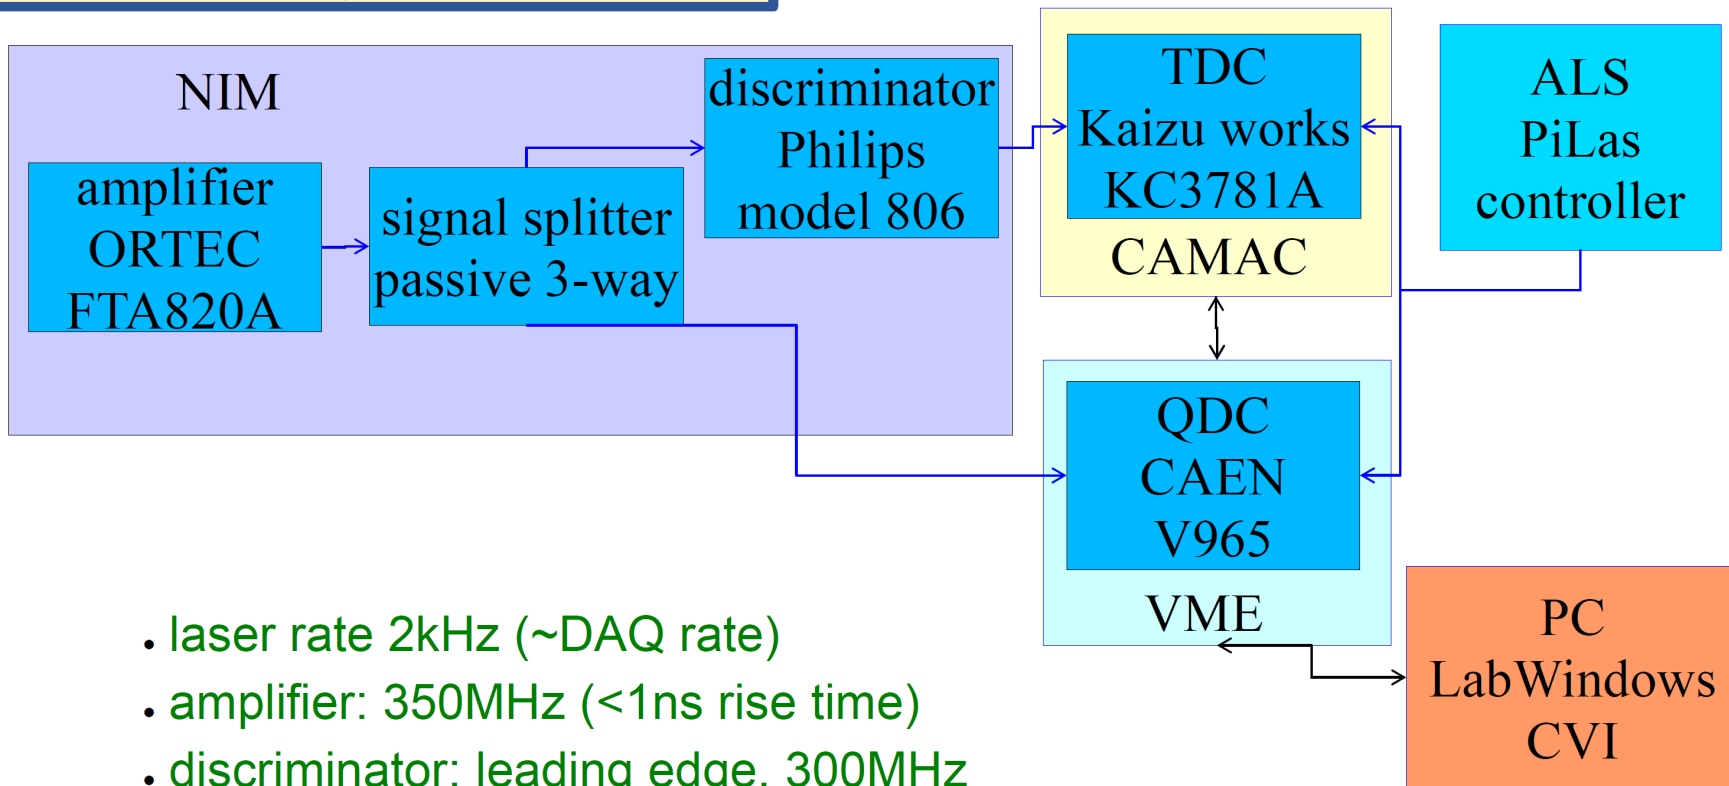 NIM
amplifier
ORTEC
FTA820A
signal splitter
passive 3-way
discriminator
Philips
model 806
TDC
Kaizu works
KC3781A
CAMAC
ALS
PiLas
controller
QDC
CAEN
V965
VME
PC
LabWindows
CVI
. laser rate 2kHz (~DAQ rate)
. amplifier: 350MHz (<1ns rise time)
. discriminator: leading edge, 300MHz